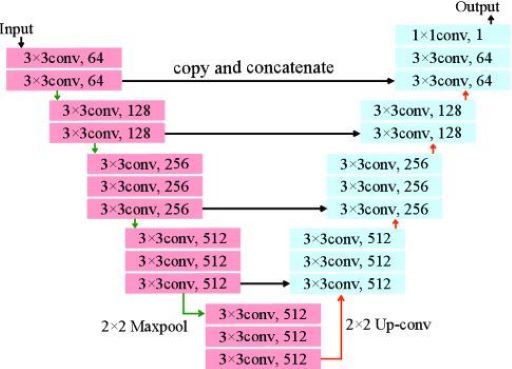 Output
Input
1×1conv, 1
3×3conv, 64
3×3conv, 64
3×3conv, 64
3×3conv, 64
copy and concatenate
3×3conv, 128
3×3conv, 128
3×3conv, 128
3×3conv, 128
3×3conv, 256
3×3conv, 256
3×3conv, 256
3×3conv, 256
3×3conv, 256
3×3conv, 256
3×3conv, 512
3×3conv, 512
3×3conv, 512
3×3conv, 512
3×3conv, 512
3×3conv, 512
2×2 Maxpool
3×3conv, 512
3×3conv, 512
3×3conv, 512
2×2 Up-conv